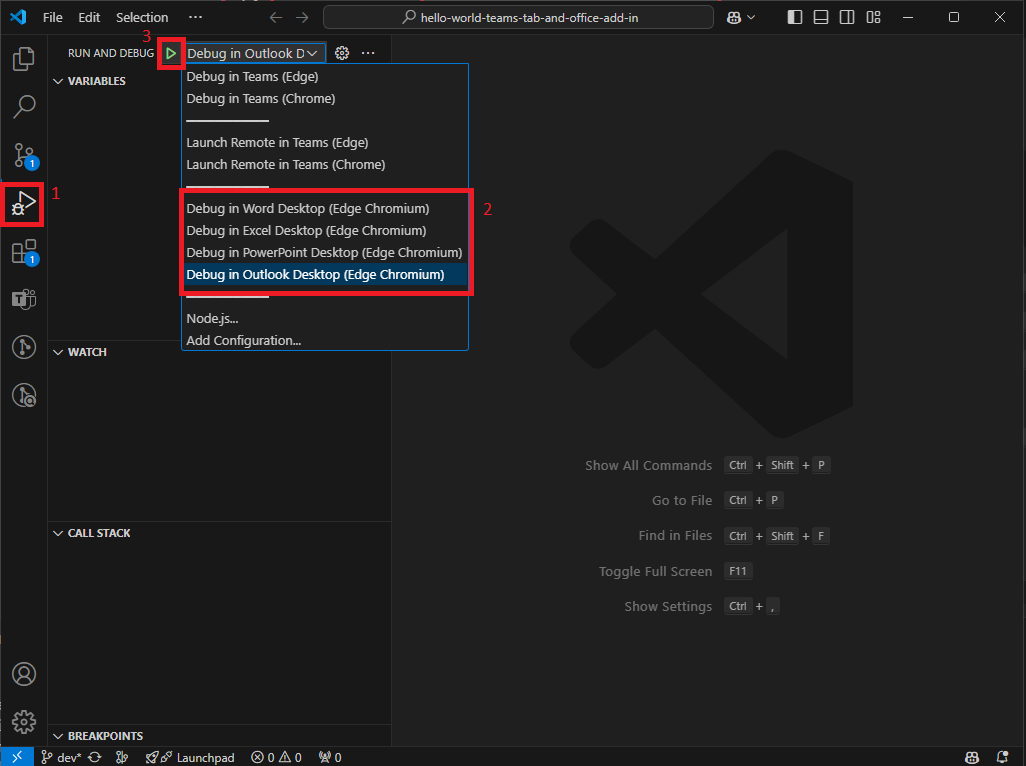 File Edit Selection ··· hello-world-teams-tab-and-office-add-in
3
RUN AND DEBUG Debug in Outlook D ···
VARIABLES
Debug in Teams (Edge)
Debug in Teams (Chrome)
Launch Remote in Teams (Edge)
Launch Remote in Teams (Chrome)
1
1
2
Debug in Word Desktop (Edge Chromium)
Debug in Excel Desktop (Edge Chromium)
Debug in PowerPoint Desktop (Edge Chromium)
1
Debug in Outlook Desktop (Edge Chromium)
T
Node.js...
Add Configuration...
WATCH
Show All Commands Ctrl + Shift + P
Go to File Ctrl + P
CALL STACK
Find in Files Ctrl + Shift + F
Toggle Full Screen F11
Show Settings Ctrl + ,
BREAKPOINTS
dev* Launchpad 0 0 0